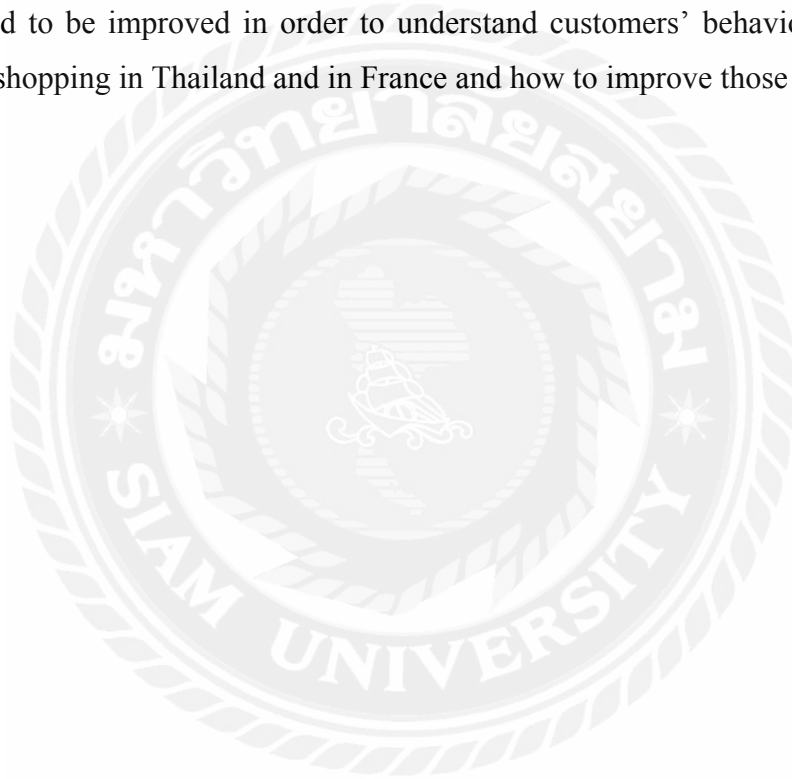 d to be improved in order to understand customers’ behavio
shopping in Thailand and in France and how to improve those
มหาวิทยาลัยสยาม
SIAM UNIVERSITY